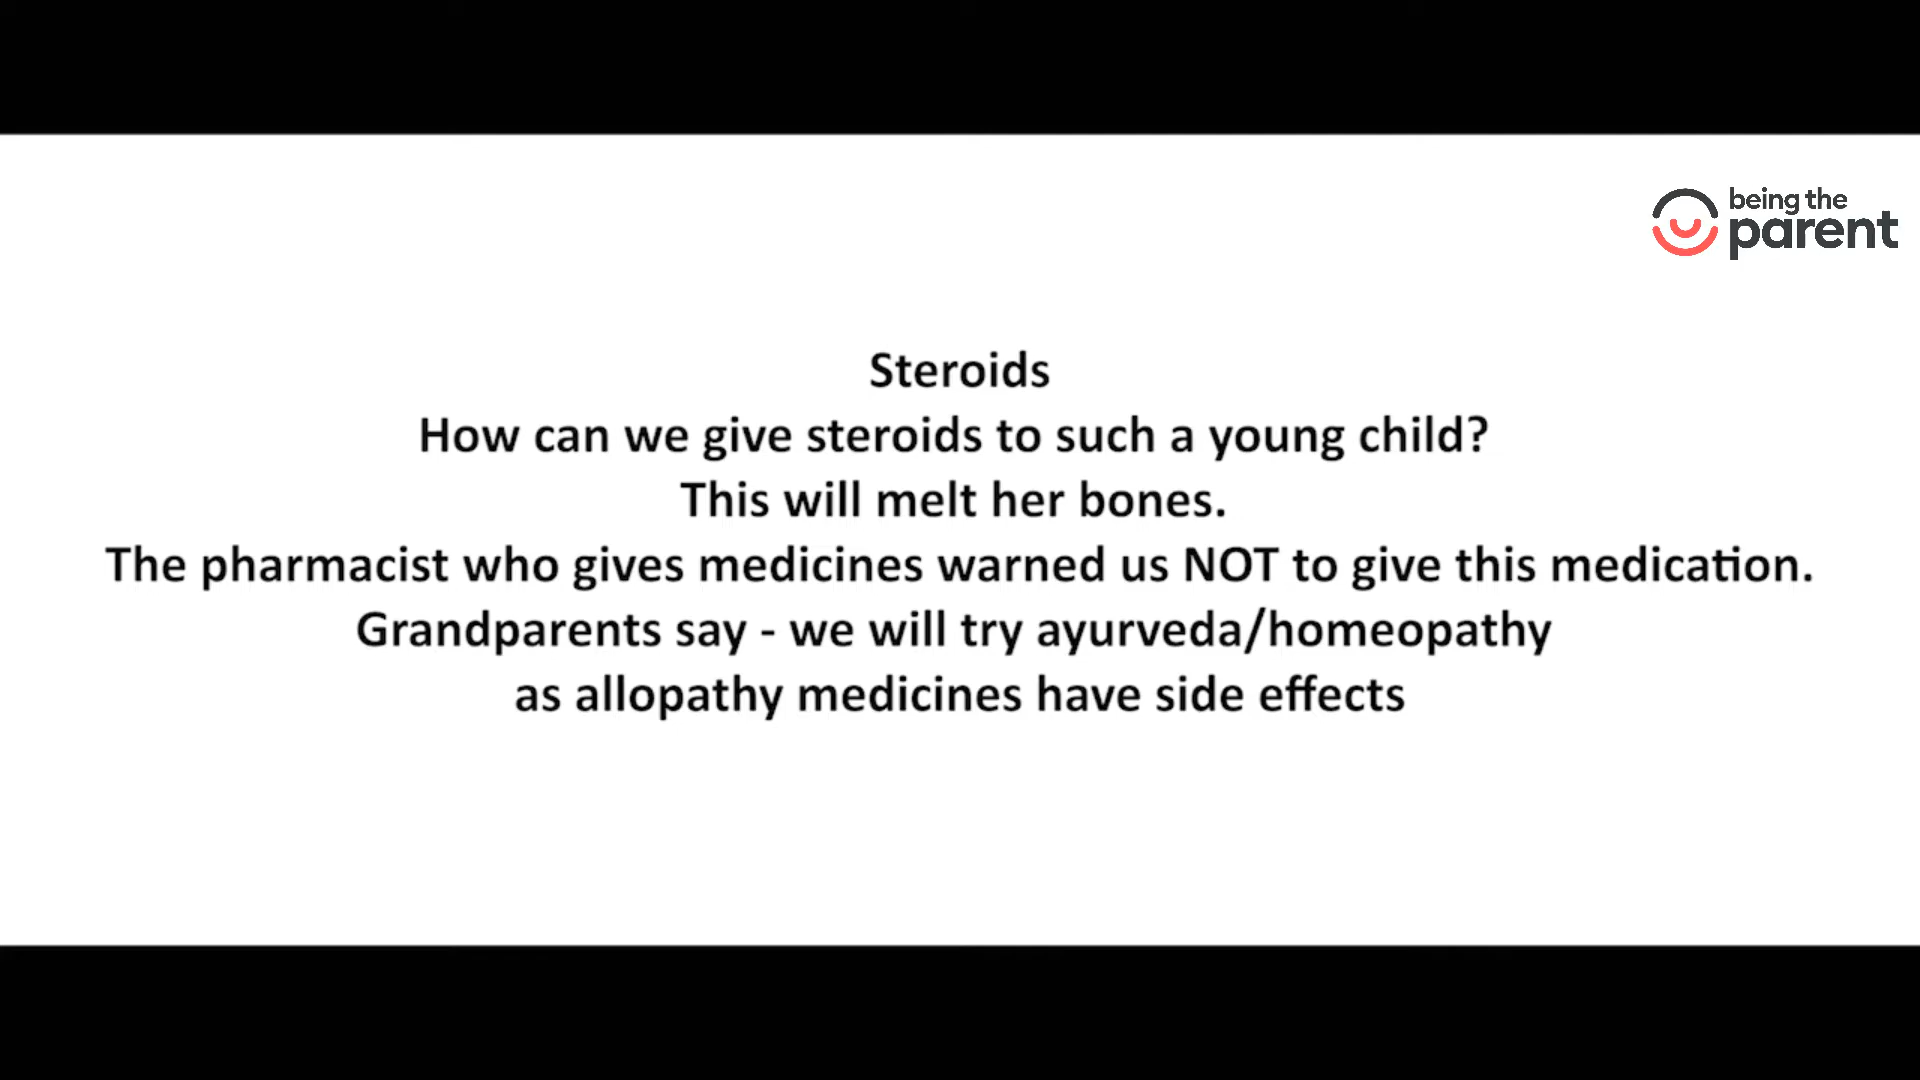 being the
parent
Steroids
How can we give steroids to such a young child?
This will melt her bones.
The pharmacist who gives medicines warned us NOT to give this medication.
Grandparents say - we will try ayurveda/homeopathy
as allopathy medicines have side effects